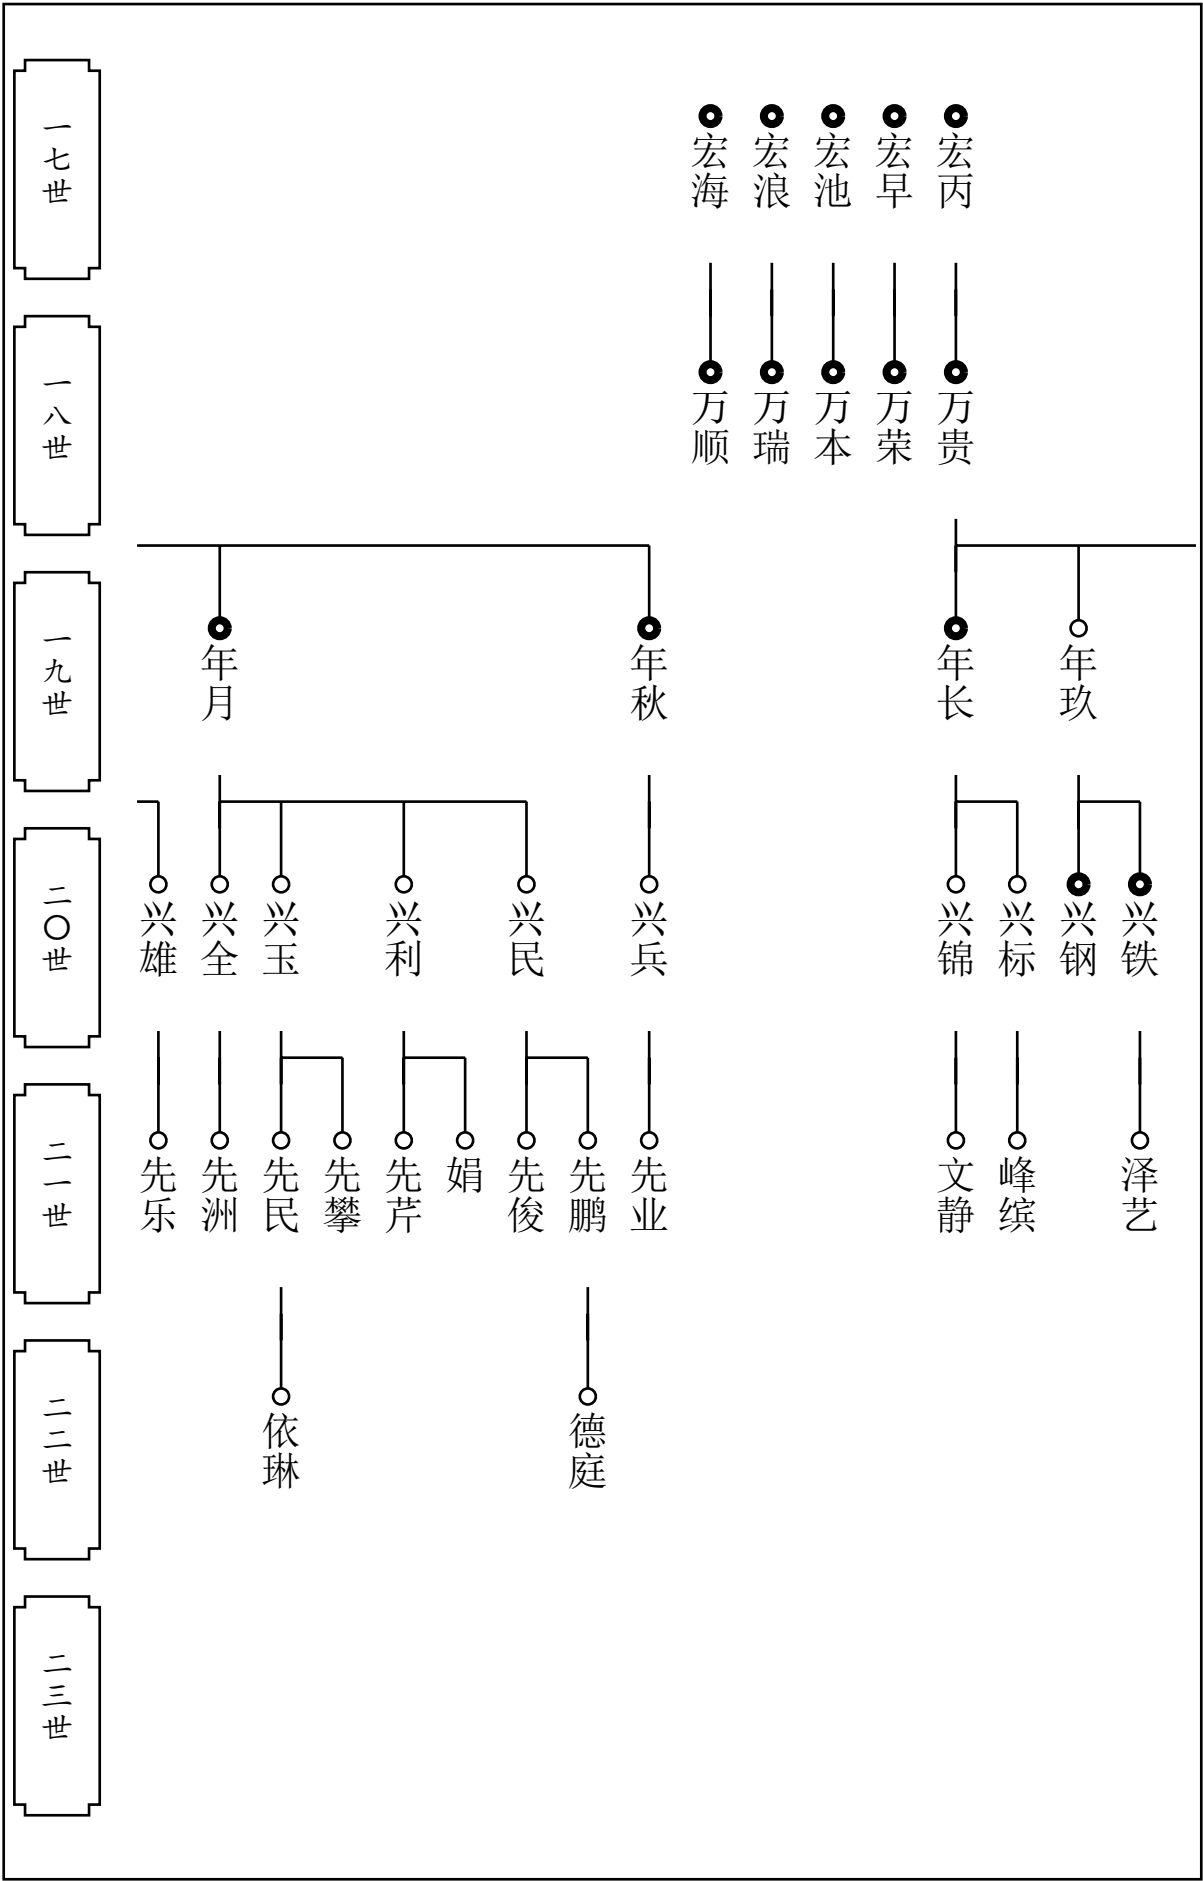 一七世
宏丙
宏早
宏池
宏浪
宏海
一八世
万贵
万荣
万本
万瑞
万顺
一九世
年玖
年长
年秋
年月
二〇世
兴铁
兴钢
兴标
兴锦
兴兵
兴民
兴利
兴玉
兴全
兴雄
二一世
泽艺
峰缤
文静
先业
先鹏
先俊
娟
先芹
先攀
先民
先洲
先乐
二二世
德庭
依琳
二三世